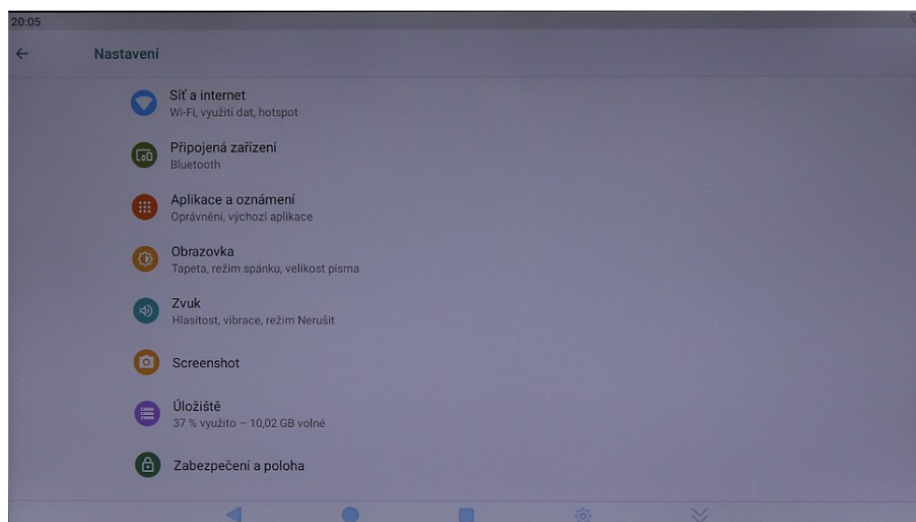 20:05
Nastavení
Síť a internet
Wi-Fi, využití dat, hotspot
Připojená zařízení
Bluetooth
Aplikace a oznámení
Oprávnění, výchozí aplikace
Obrazovka
Tapeta, režim spánku, velikost písma
Zvuk
Hlasitost, vibrace, režim Nerušit
Screenshot
Úložiště
37 % využito – 10,02 GB volné
Zabezpečení a poloha